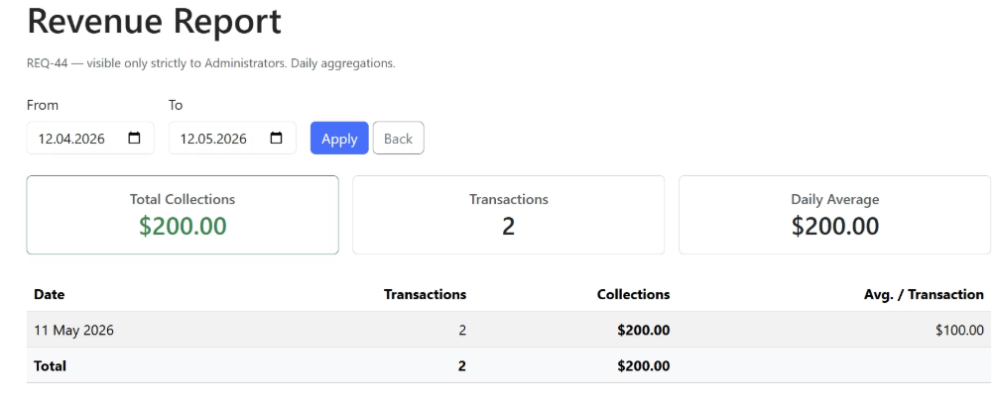 Revenue Report
REQ-44 — visible only strictly to Administrators. Daily aggregations.
From To
12.04.2026 12.05.2026 Apply Back
Total Collections Transactions Daily Average
$200.00 2 $200.00
Date Transactions Collections Avg. / Transaction
11 May 2026 2 $200.00 $100.00
Total 2 $200.00